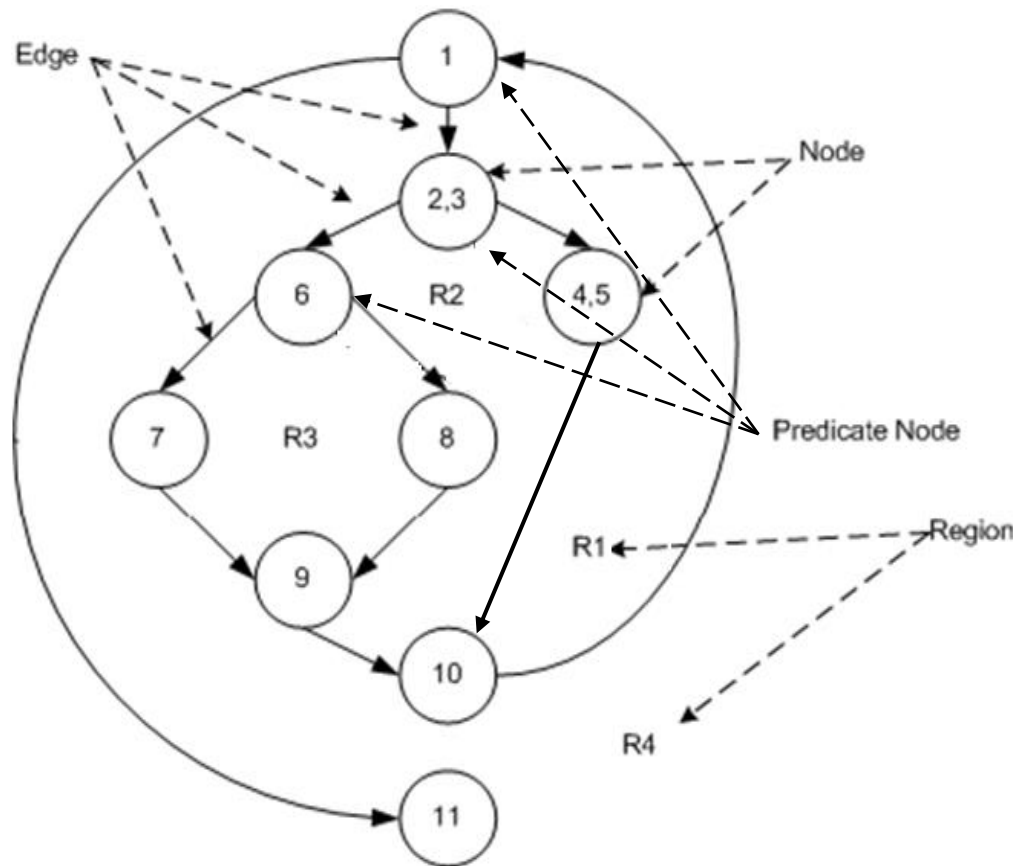 1
Edge
Node
2,3
6
R2
4,5
7
R3
8
Predicate Node
R1
Region
9
10
R4
11